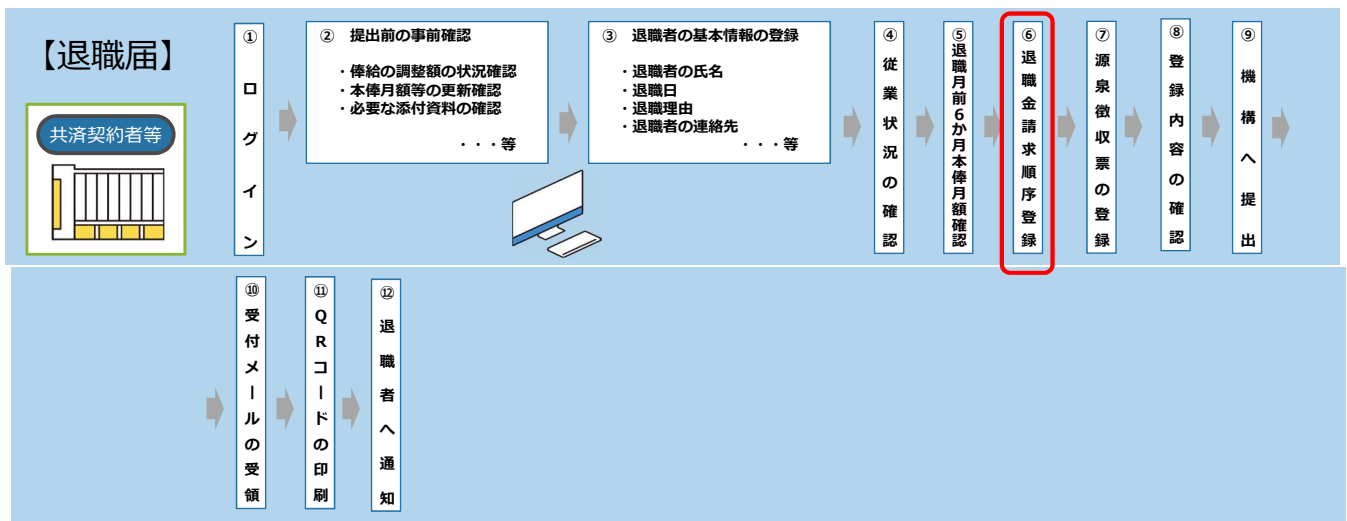 【退職届】
共済契約者等
①ログイン
② 提出前の事前確認
・俸給の調整額の状況確認
・本俸月額等の更新確認
・必要な添付資料の確認
・・・等
③ 退職者の基本情報の登録
・退職者の氏名
・退職日
・退職理由
・退職者の連絡先
・・・等
④従業状況の確認
⑤退職月前6か月本俸月額確認
⑥退職金請求順序登録
⑦源泉徴収票の登録
⑧登録内容の確認
⑨機構へ提出
⑩受付メールの受領
⑪QRコードの印刷
⑫退職者へ通知